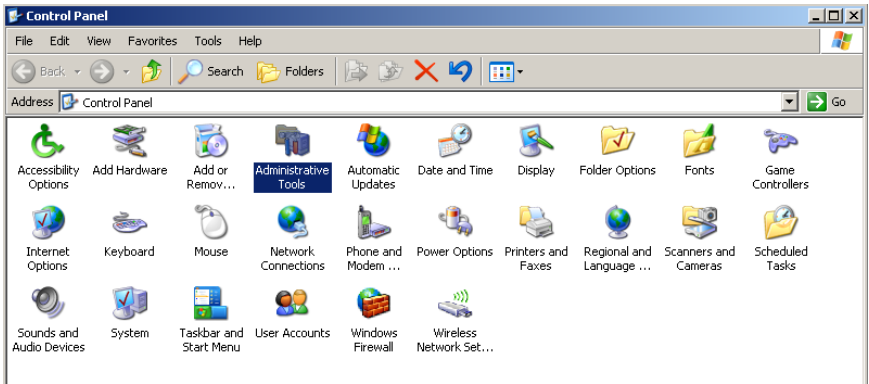 Control Panel
File Edit View Favorites Tools Help
Back Search Folders
Address Control Panel Go
Accessibility Options
Add Hardware
Add or Remov...
Administrative Tools
Automatic Updates
Date and Time
Display
Folder Options
Fonts
Game Controllers
Internet Options
Keyboard
Mouse
Network Connections
Phone and Modem ...
Power Options
Printers and Faxes
Regional and Language ...
Scanners and Cameras
Scheduled Tasks
Sounds and Audio Devices
System
Taskbar and Start Menu
User Accounts
Windows Firewall
Wireless Network Set...